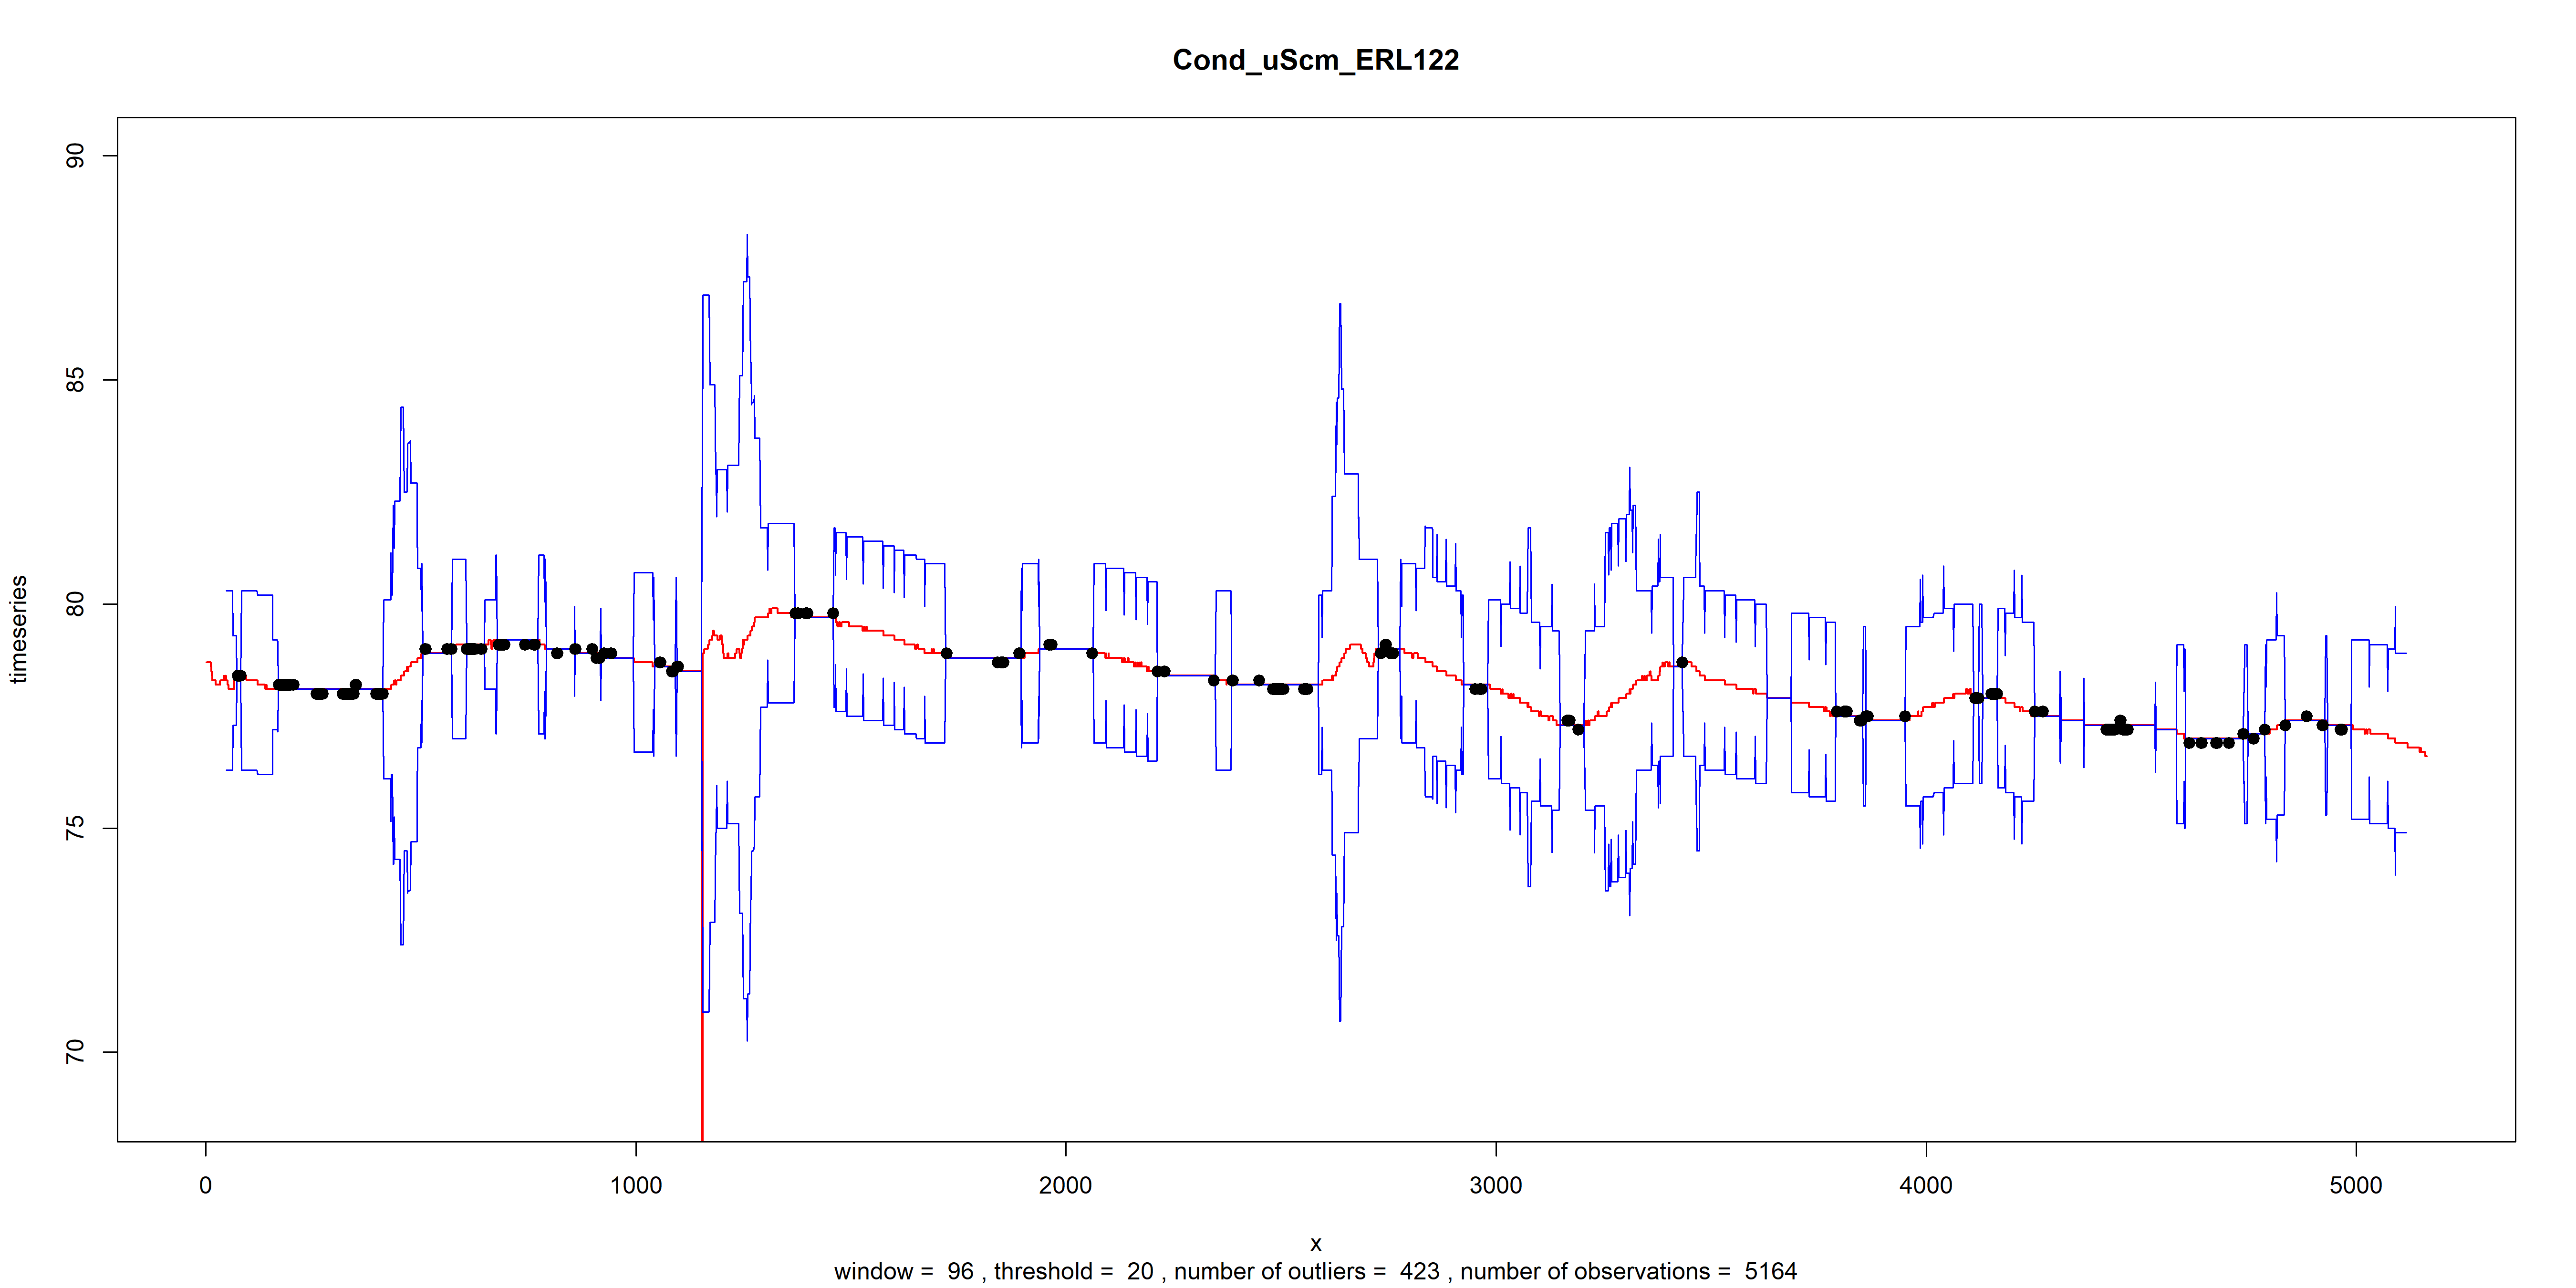 Cond_uScm_ERL122
90
85
80
75
70
timeseries
0 1000 2000 3000 4000 5000
x
window = 96 , threshold = 20 , number of outliers = 423 , number of observations = 5164